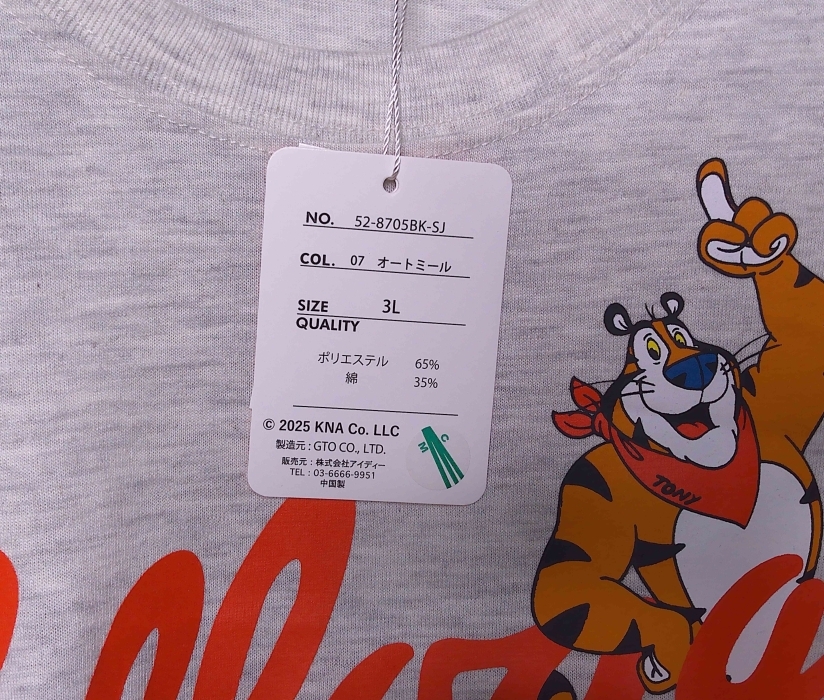 NO. 52-8705BK-SJ
COL. 07 オートミール
SIZE 3L
QUALITY
ポリエステル 65%
綿 35%
© 2025 KNA Co. LLC
製造元 : GTO CO., LTD.
販売元 : 株式会社アイディー
TEL : 03-6666-9951
中国製
G
M
TONY